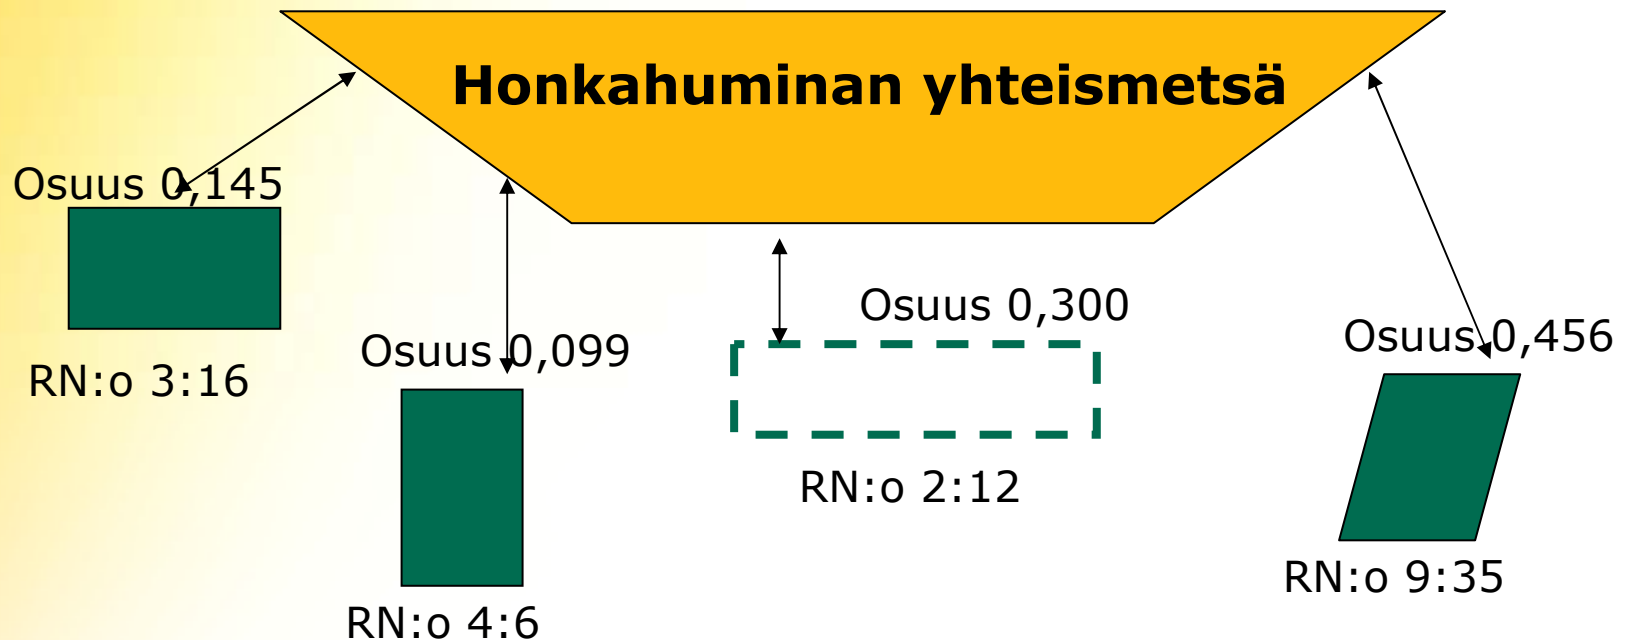 Honkahuminan yhteismetsä
Osuus 0,145
RN:o 3:16
Osuus 0,099
RN:o 4:6
Osuus 0,300
RN:o 2:12
Osuus 0,456
RN:o 9:35